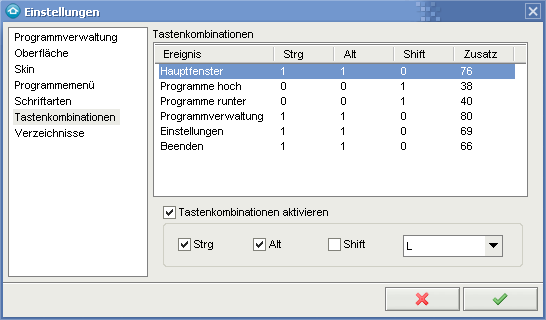 Einstellungen
Programmverwaltung
Oberfläche
Skin
Programmemenü
Schriftarten
Tastenkombinationen
Verzeichnisse
Tastenkombinationen
Ereignis Strg Alt Shift Zusatz
Hauptfenster 1 1 0 76
Programme hoch 0 0 1 38
Programme runter 0 0 1 40
Programmverwaltung 1 1 0 80
Einstellungen 1 1 0 69
Beenden 1 1 0 66
Tastenkombinationen aktivieren
Strg Alt Shift L